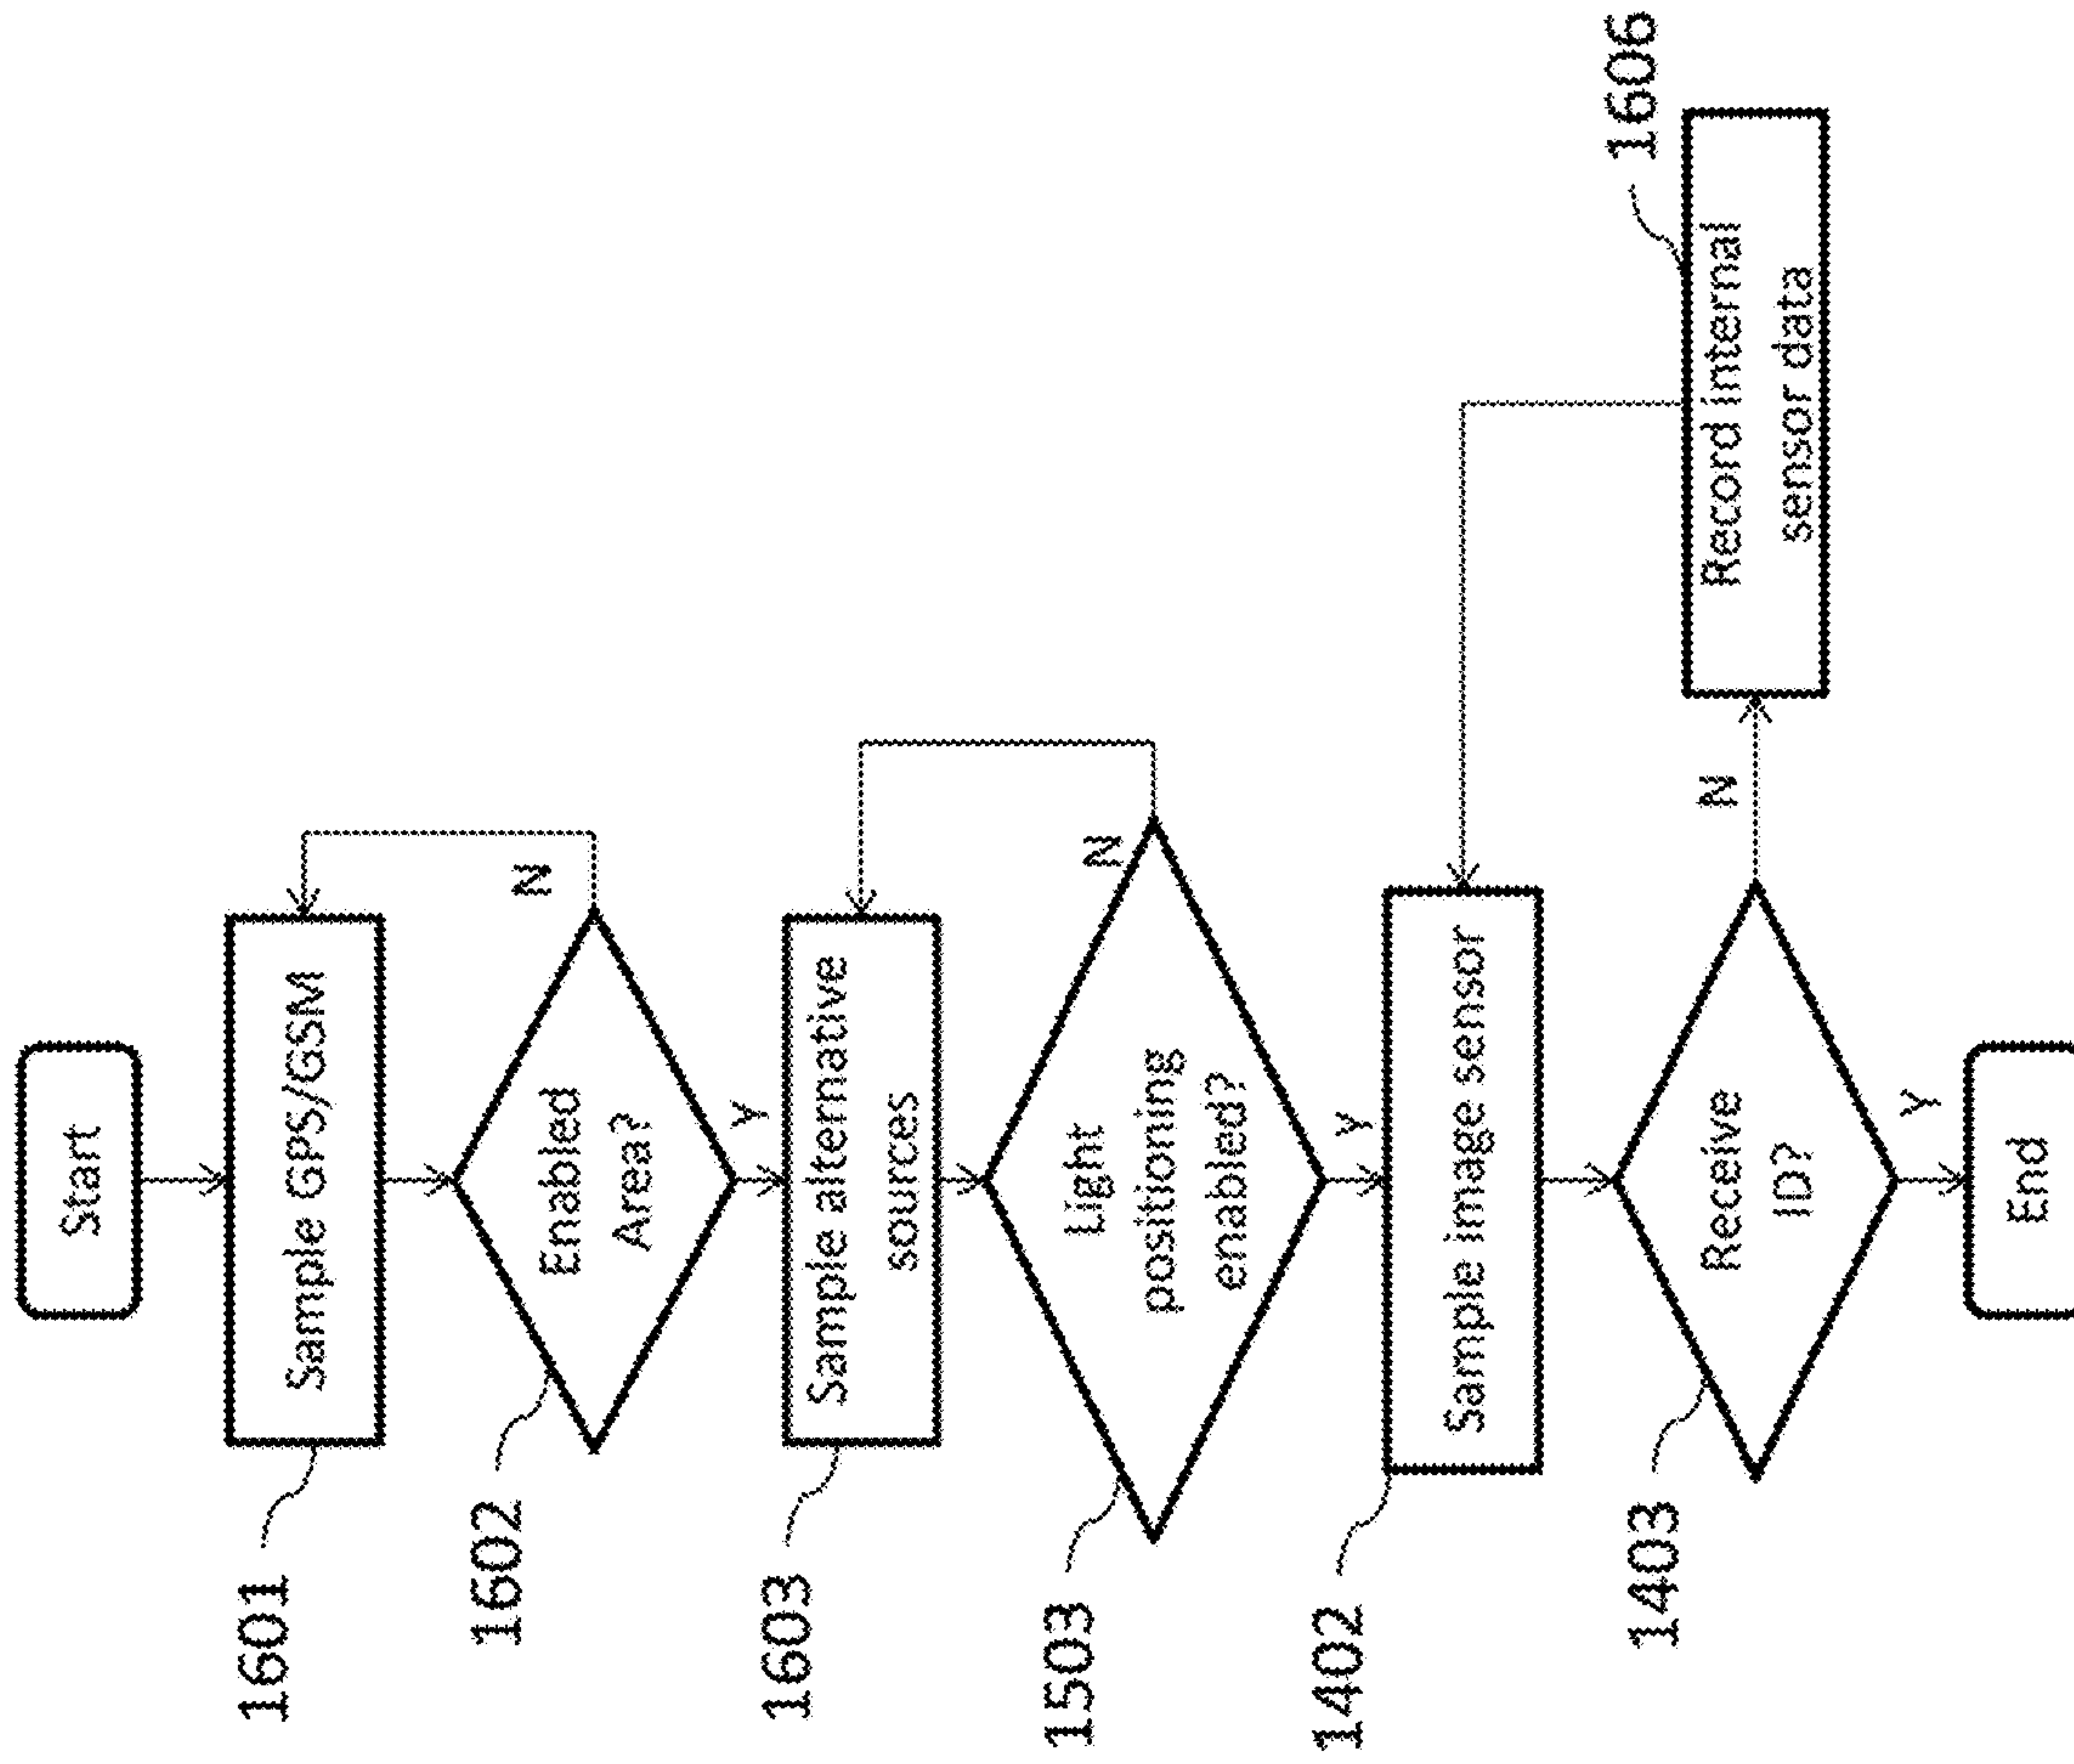 Start
1601
Sample GPS/GSM
1602
Enabled
Area?
N
Y
1603
Sample alternative
sources
1503
Light
positioning
enabled?
N
Y
1402
Sample image sensor
1403
Receive
ID?
N
1606
Record internal
sensor data
Y
End